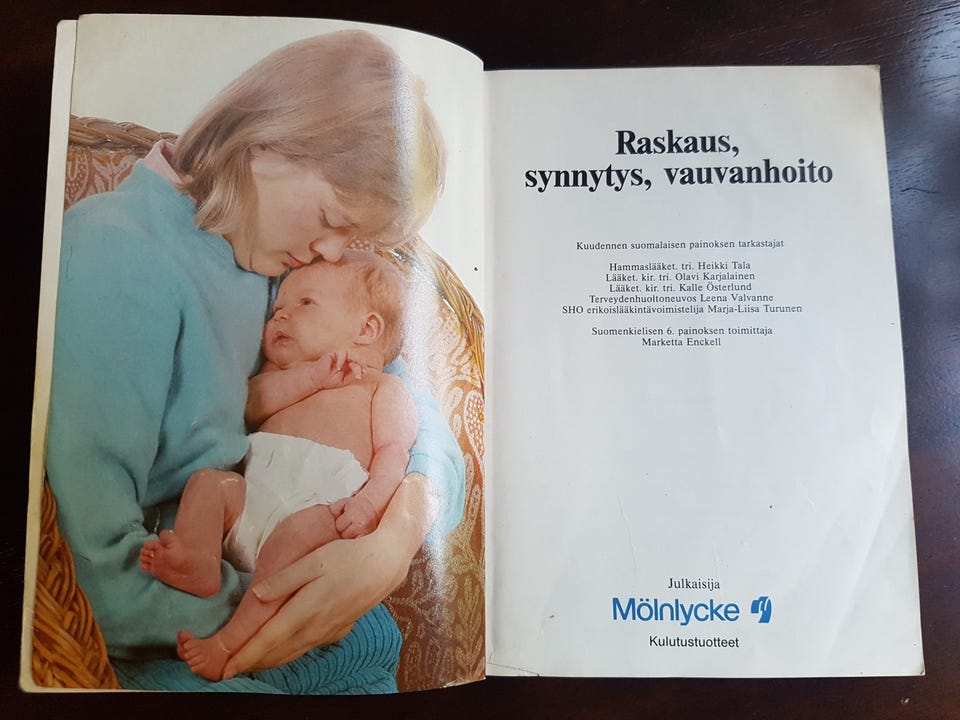 Raskaus,
synnytys, vauvanhoito
Kuudennen suomalaisen painoksen tarkastajat
Hammaslääket. tri. Heikki Tala
Lääket. kir. tri. Olavi Karjalainen
Lääket. kir. tri. Kalle Österlund
Terveydenhuoltoneuvos Leena Valvanne
SHO erikoislääkintävoimistelija Marja-Liisa Turunen
Suomenkielisen 6. painoksen toimittaja
Marketta Enckell
Julkaisija
Mölnlycke
Kulutustuotteet